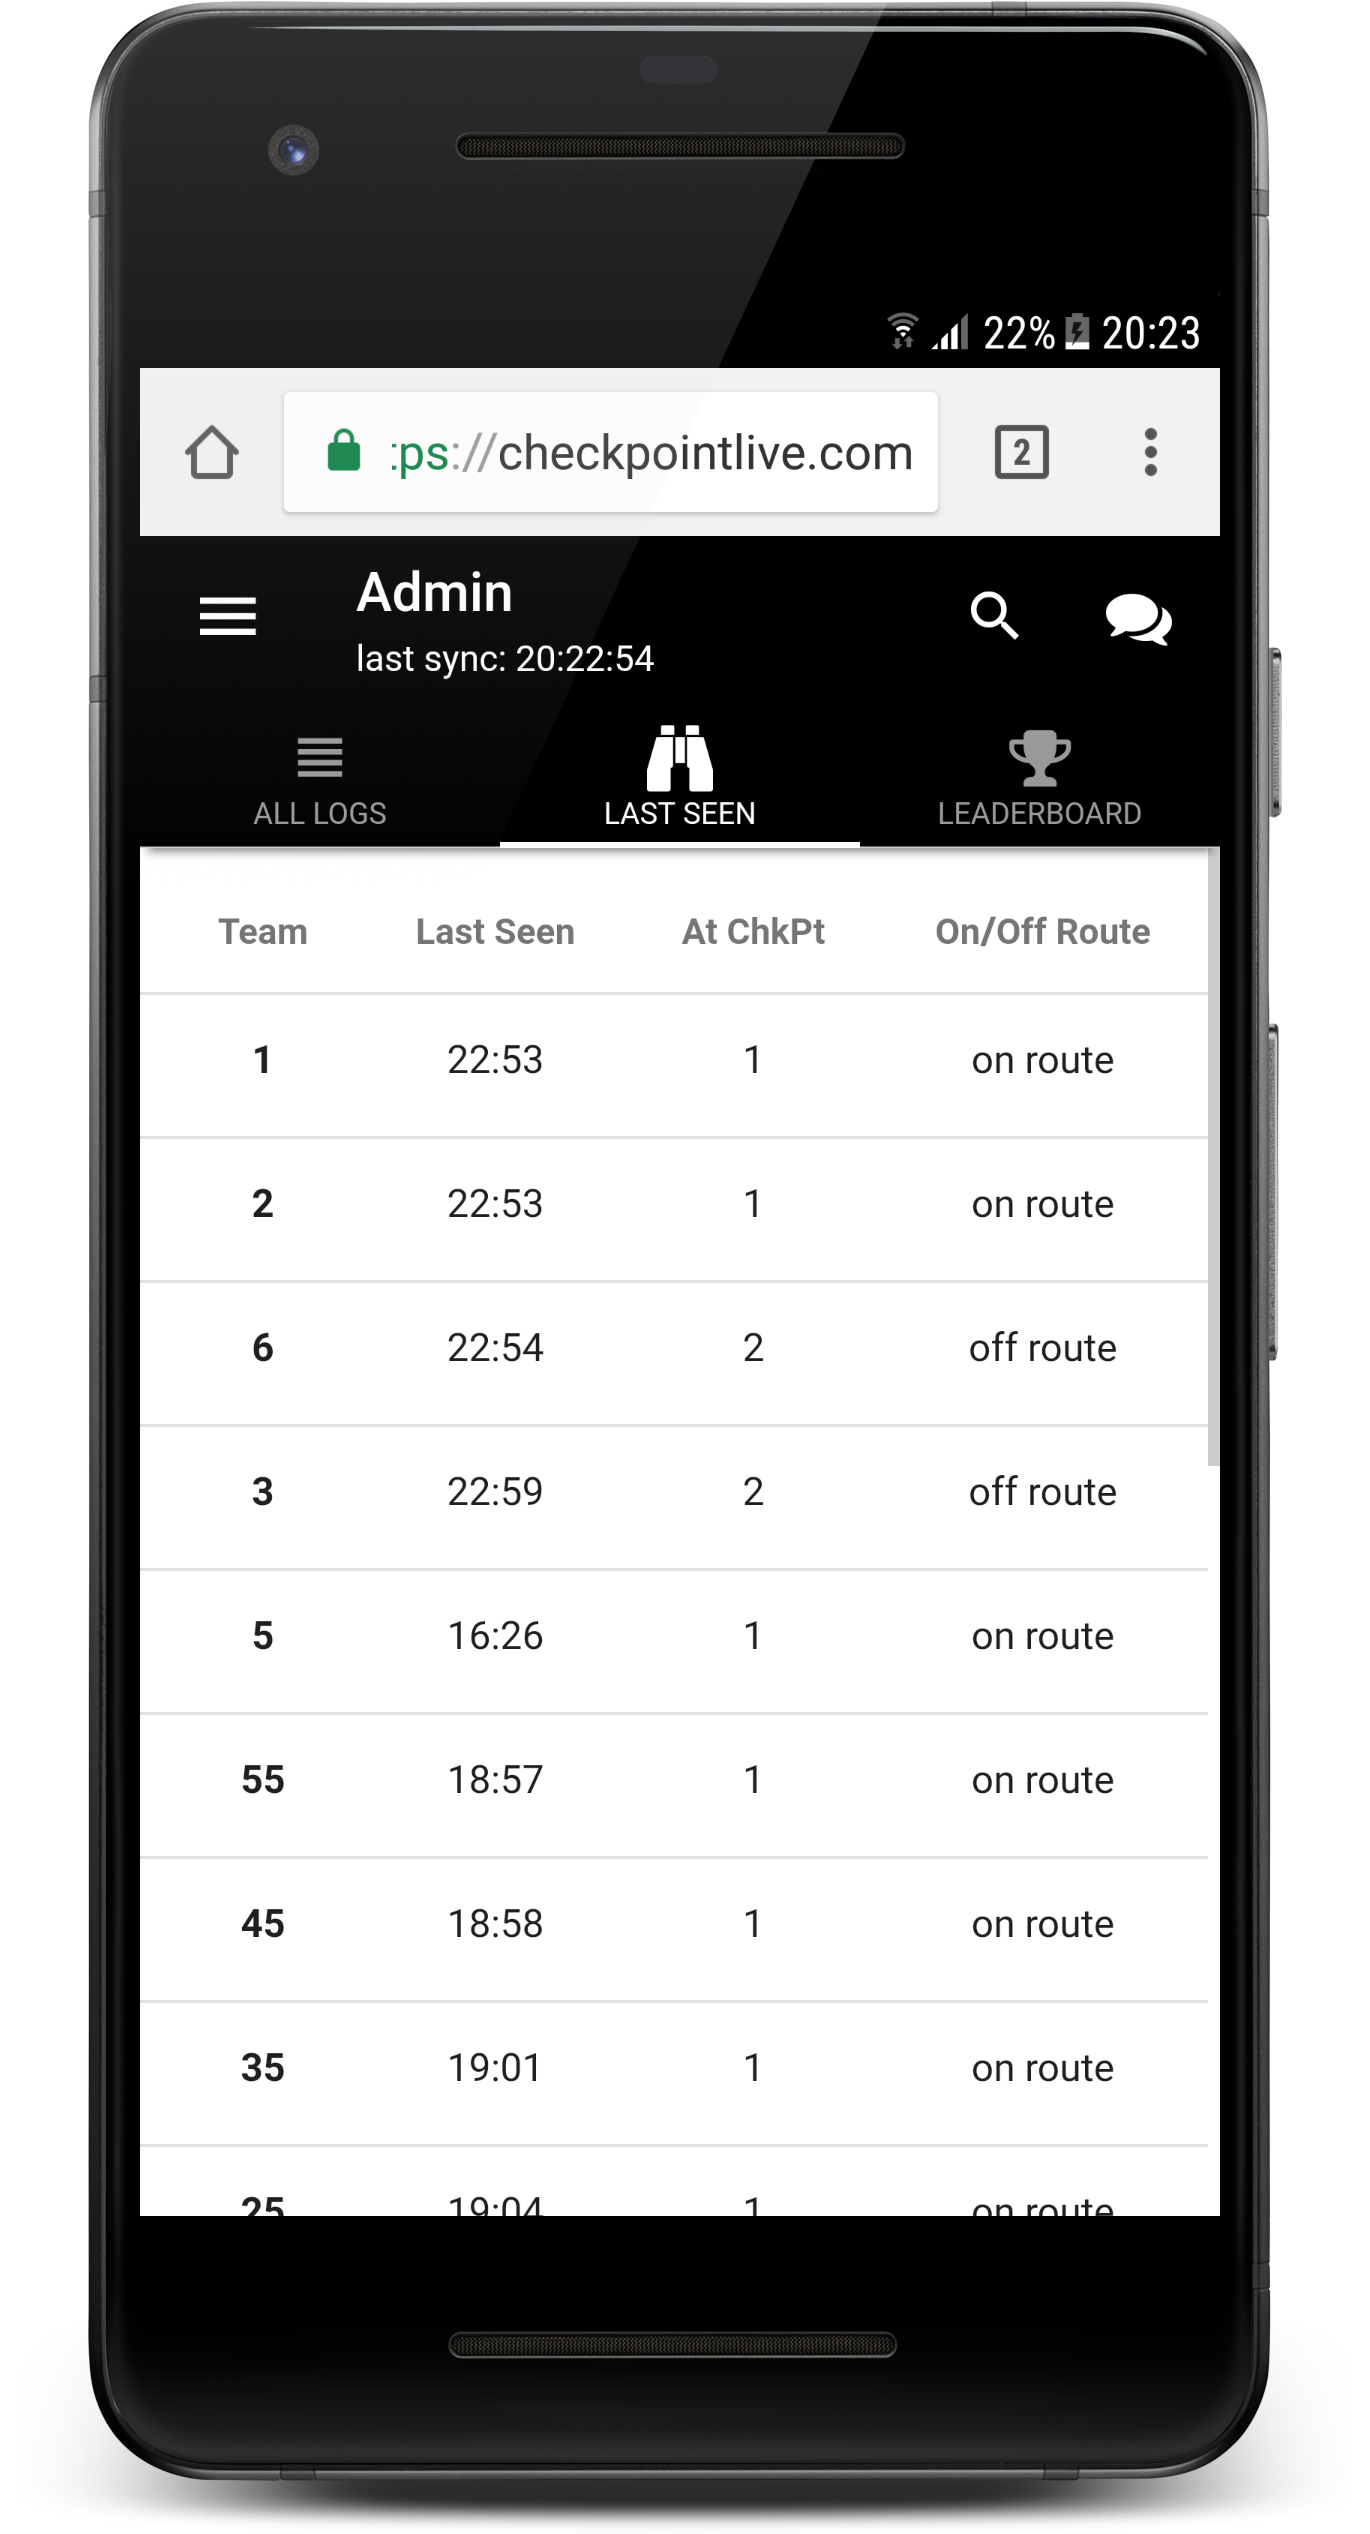 22% 20:23
tps://checkpointlive.com 2
Admin
last sync: 20:22:54
ALL LOGS LAST SEEN LEADERBOARD
Team Last Seen At ChkPt On/Off Route
1 22:53 1 on route
2 22:53 1 on route
6 22:54 2 off route
3 22:59 2 off route
5 16:26 1 on route
55 18:57 1 on route
45 18:58 1 on route
35 19:01 1 on route
25 19:04 1 on route